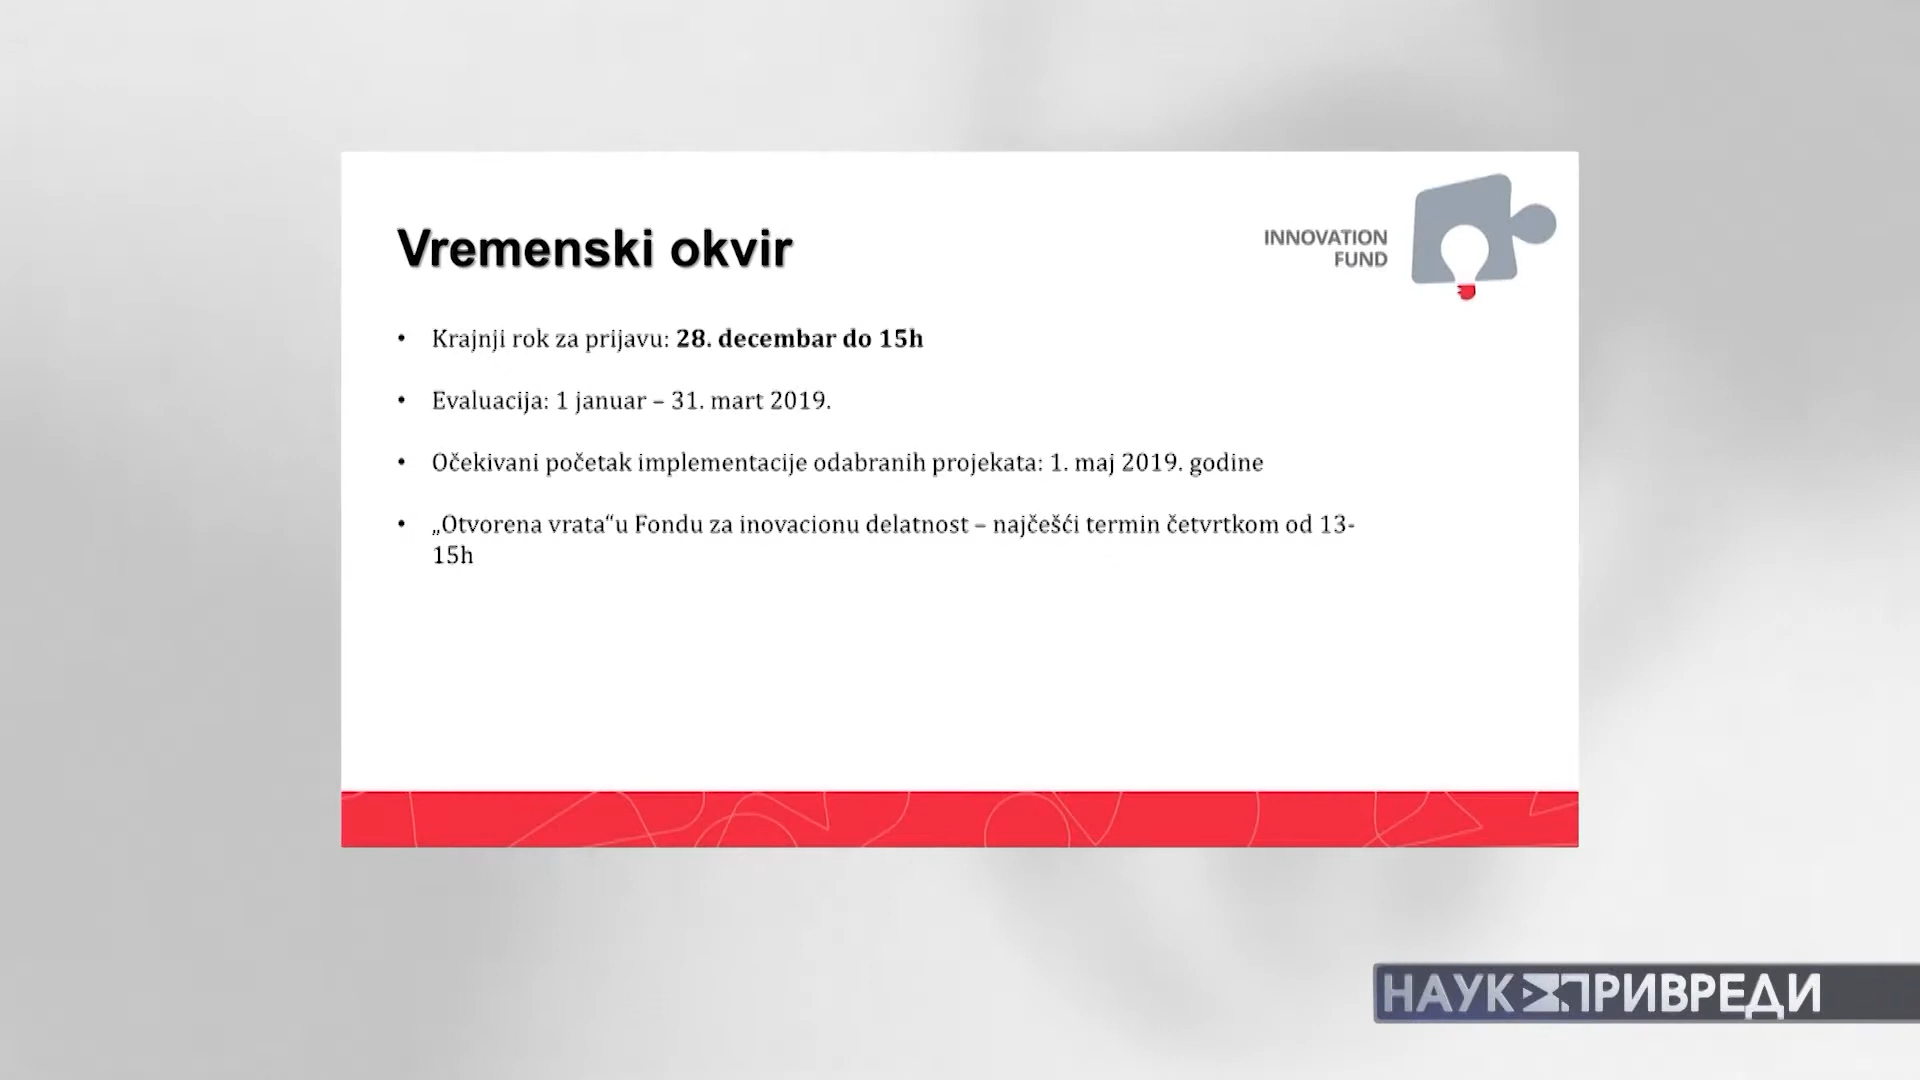 Vremenski okvir
INNOVATION
FUND
• Krajnji rok za prijavu: 28. decembar do 15h
• Evaluacija: 1 januar – 31. mart 2019.
• Očekivani početak implementacije odabranih projekata: 1. maj 2019. godine
• „Otvorena vrata“u Fondu za inovacionu delatnost – najčešći termin četvrtkom od 13-
15h
НАУК ПРИВРЕДИ